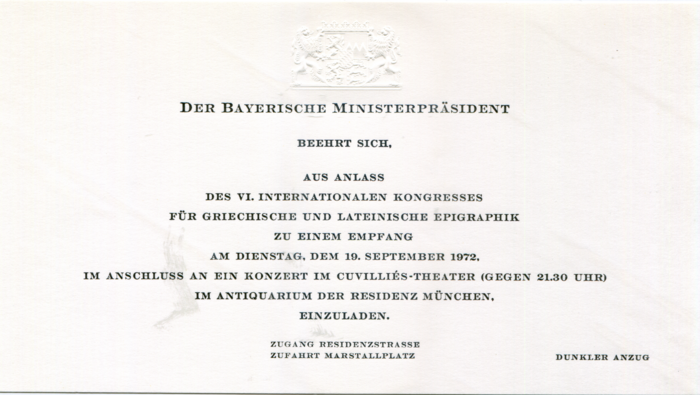 DER BAYERISCHE MINISTERPRÄSIDENT
BEEHRT SICH,
AUS ANLASS
DES VI. INTERNATIONALEN KONGRESSES
FÜR GRIECHISCHE UND LATEINISCHE EPIGRAPHIK
ZU EINEM EMPFANG
AM DIENSTAG, DEM 19. SEPTEMBER 1972,
IM ANSCHLUSS AN EIN KONZERT IM CUVILLIÉS-THEATER (GEGEN 21.30 UHR)
IM ANTIQUARIUM DER RESIDENZ MÜNCHEN,
EINZULADEN.
ZUGANG RESIDENZSTRASSE
ZUFAHRT MARSTALLPLATZ
DUNKLER ANZUG